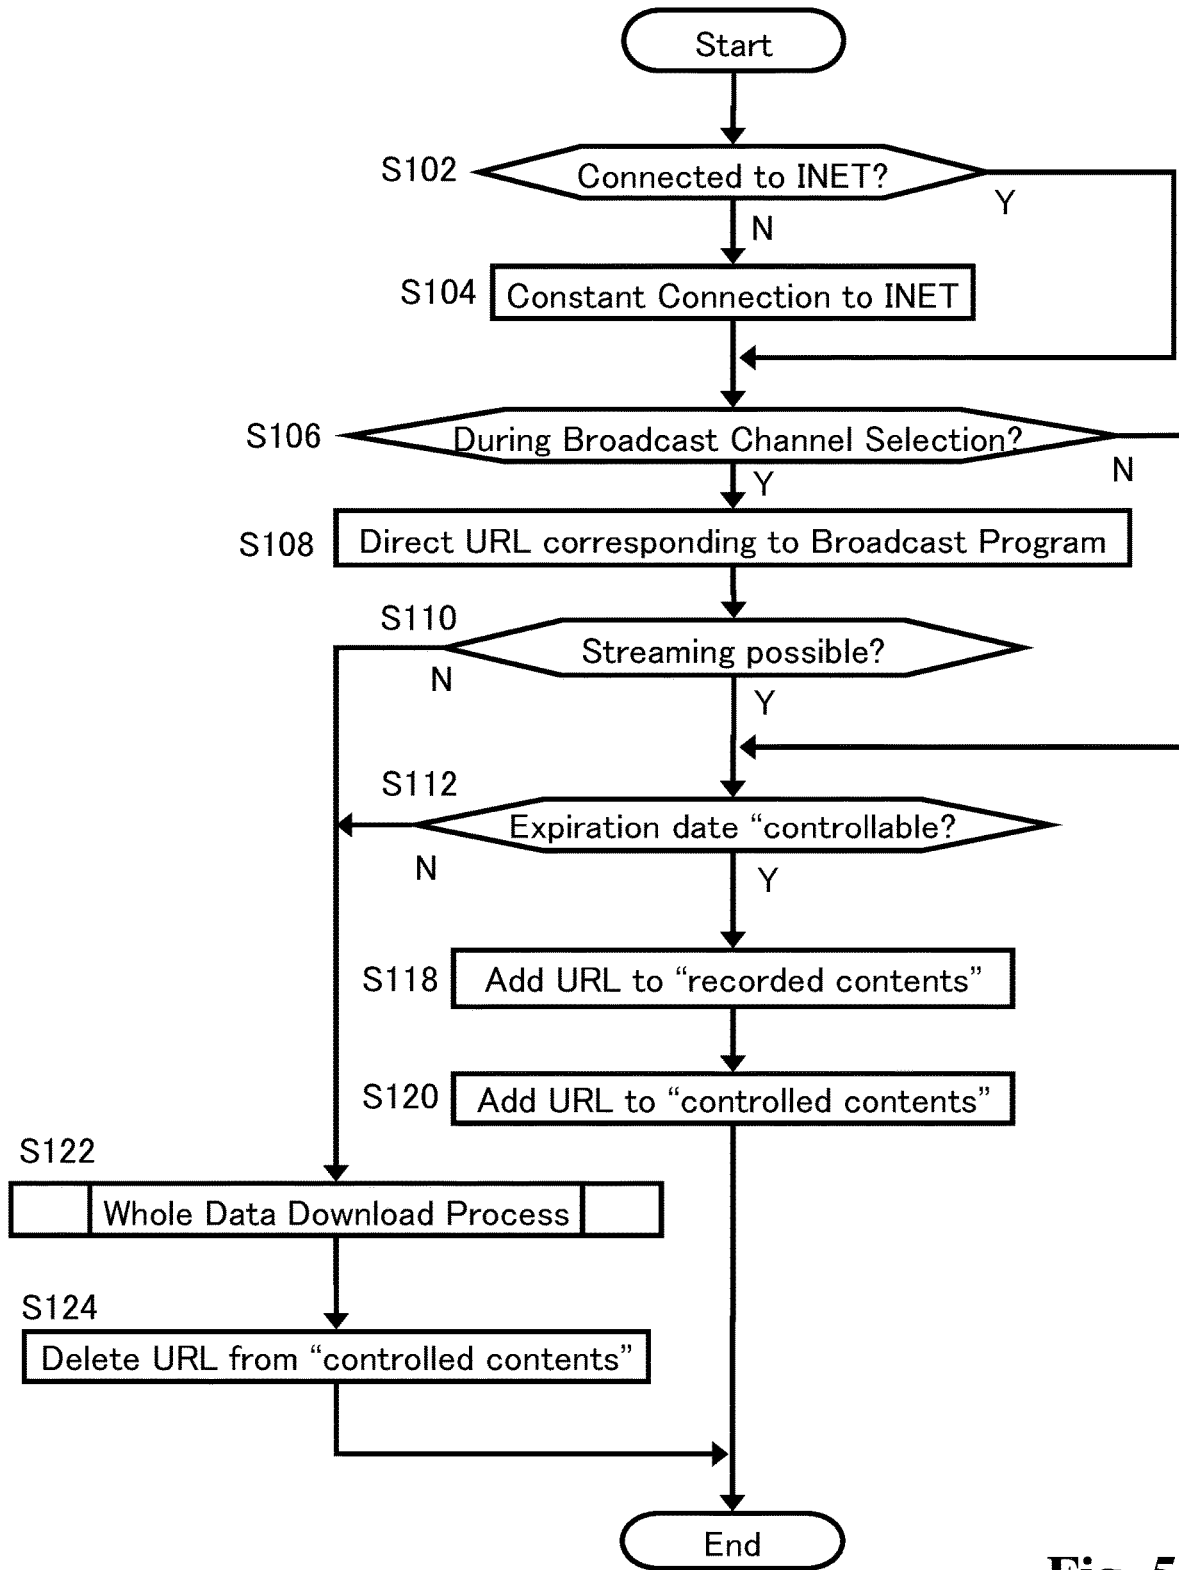 Start
S102
Connected to INET?
Y
N
S104
Constant Connection to INET
S106
During Broadcast Channel Selection?
N
Y
S108
Direct URL corresponding to Broadcast Program
S110
Streaming possible?
N
Y
S112
Expiration date “controllable?
N
Y
S118
Add URL to “recorded contents”
S120
Add URL to “controlled contents”
S122
Whole Data Download Process
S124
Delete URL from “controlled contents”
End
Fig. 5